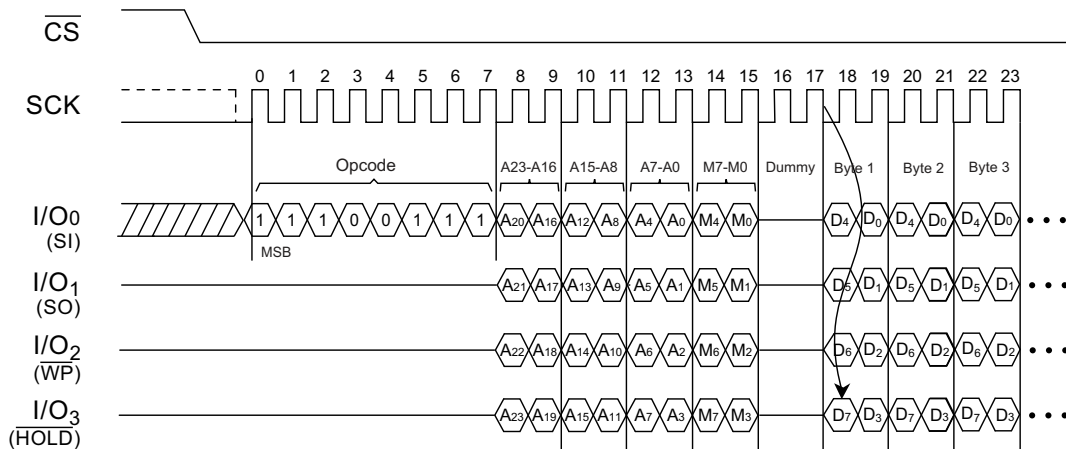 CS
0 1 2 3 4 5 6 7 8 9 10 11 12 13 14 15 16 17 18 19 20 21 22 23
SCK
Opcode A23-A16 A15-A8 A7-A0 M7-M0 Dummy Byte 1 Byte 2 Byte 3
I/O0 1 1 1 0 0 1 1 1 A20 A16 A12 A8 A4 A0 M4 M0 D4 D0 D4 D0 D4 D0 • • •
(SI)
MSB
I/O1 A21 A17 A13 A9 A5 A1 M5 M1 D5 D1 D5 D1 D5 D1 • • •
(SO)
I/O2 A22 A18 A14 A10 A6 A2 M6 M2 D6 D2 D6 D2 D6 D2 • • •
(WP)
I/O3 A23 A19 A15 A11 A7 A3 M7 M3 D7 D3 D7 D3 D7 D3 • • •
(HOLD)